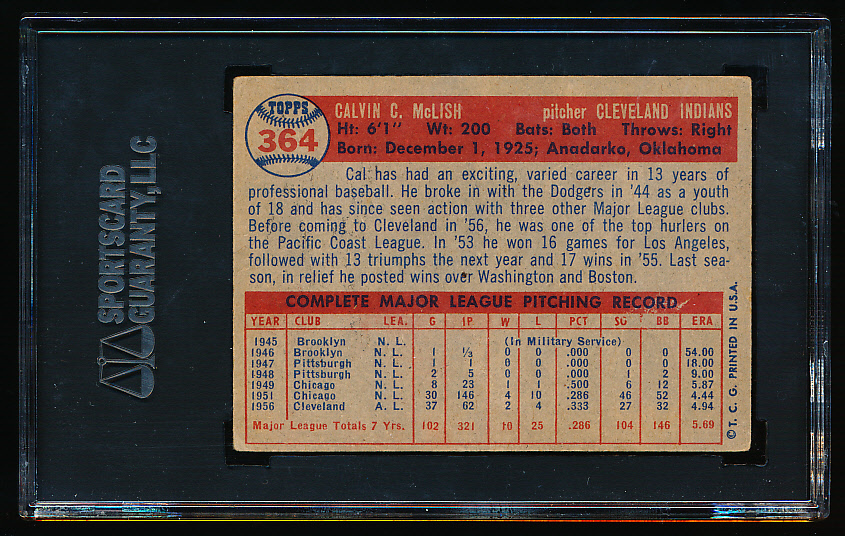 SPORTSCARD
GUARANTY, LLC
TOPPS
364
CALVIN C. McLISH pitcher CLEVELAND INDIANS
Ht: 6'1" Wt: 200 Bats: Both Throws: Right
Born: December 1, 1925; Anadarko, Oklahoma
Cal has had an exciting, varied career in 13 years of
professional baseball. He broke in with the Dodgers in '44 as a youth
of 18 and has since seen action with three other Major League clubs.
Before coming to Cleveland in '56, he was one of the top hurlers on
the Pacific Coast League. In '53 he won 16 games for Los Angeles,
followed with 13 triumphs the next year and 17 wins in '55. Last sea-
son, in relief he posted wins over Washington and Boston.
COMPLETE MAJOR LEAGUE PITCHING RECORD
YEAR CLUB LEA. G IP W L PCT SO BB ERA
1945 Brooklyn N. L. (In Military Service)
1946 Brooklyn N. L. 1 1/3 0 0 .000 0 0 54.00
1947 Pittsburgh N. L. 1 1 0 0 .000 0 0 18.00
1948 Pittsburgh N. L. 2 5 0 0 .000 1 2 9.00
1949 Chicago N. L. 8 23 1 1 .500 6 12 5.87
1951 Chicago N. L. 30 146 4 10 .286 46 52 4.44
1956 Cleveland A. L. 37 62 2 4 .333 27 32 4.94
Major League Totals 7 Yrs. 102 321 10 25 .286 104 146 5.69
© T. C. G. PRINTED IN U.S.A.